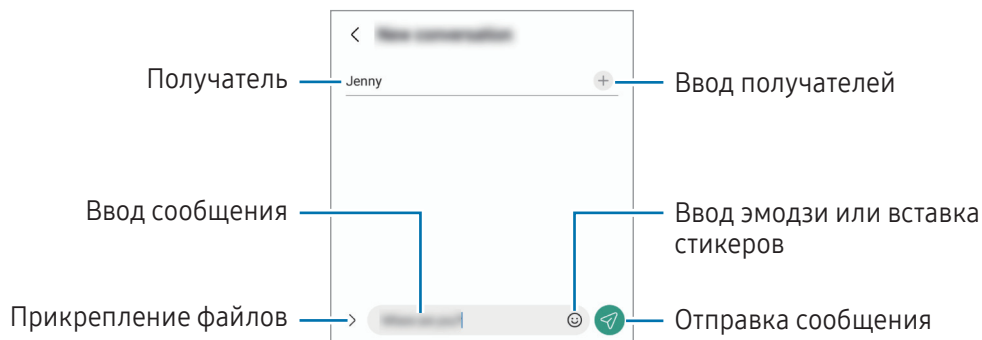 Получатель
Jenny
Ввод получателей
Ввод сообщения
Ввод эмодзи или вставка
стикеров
Прикрепление файлов
Отправка сообщения